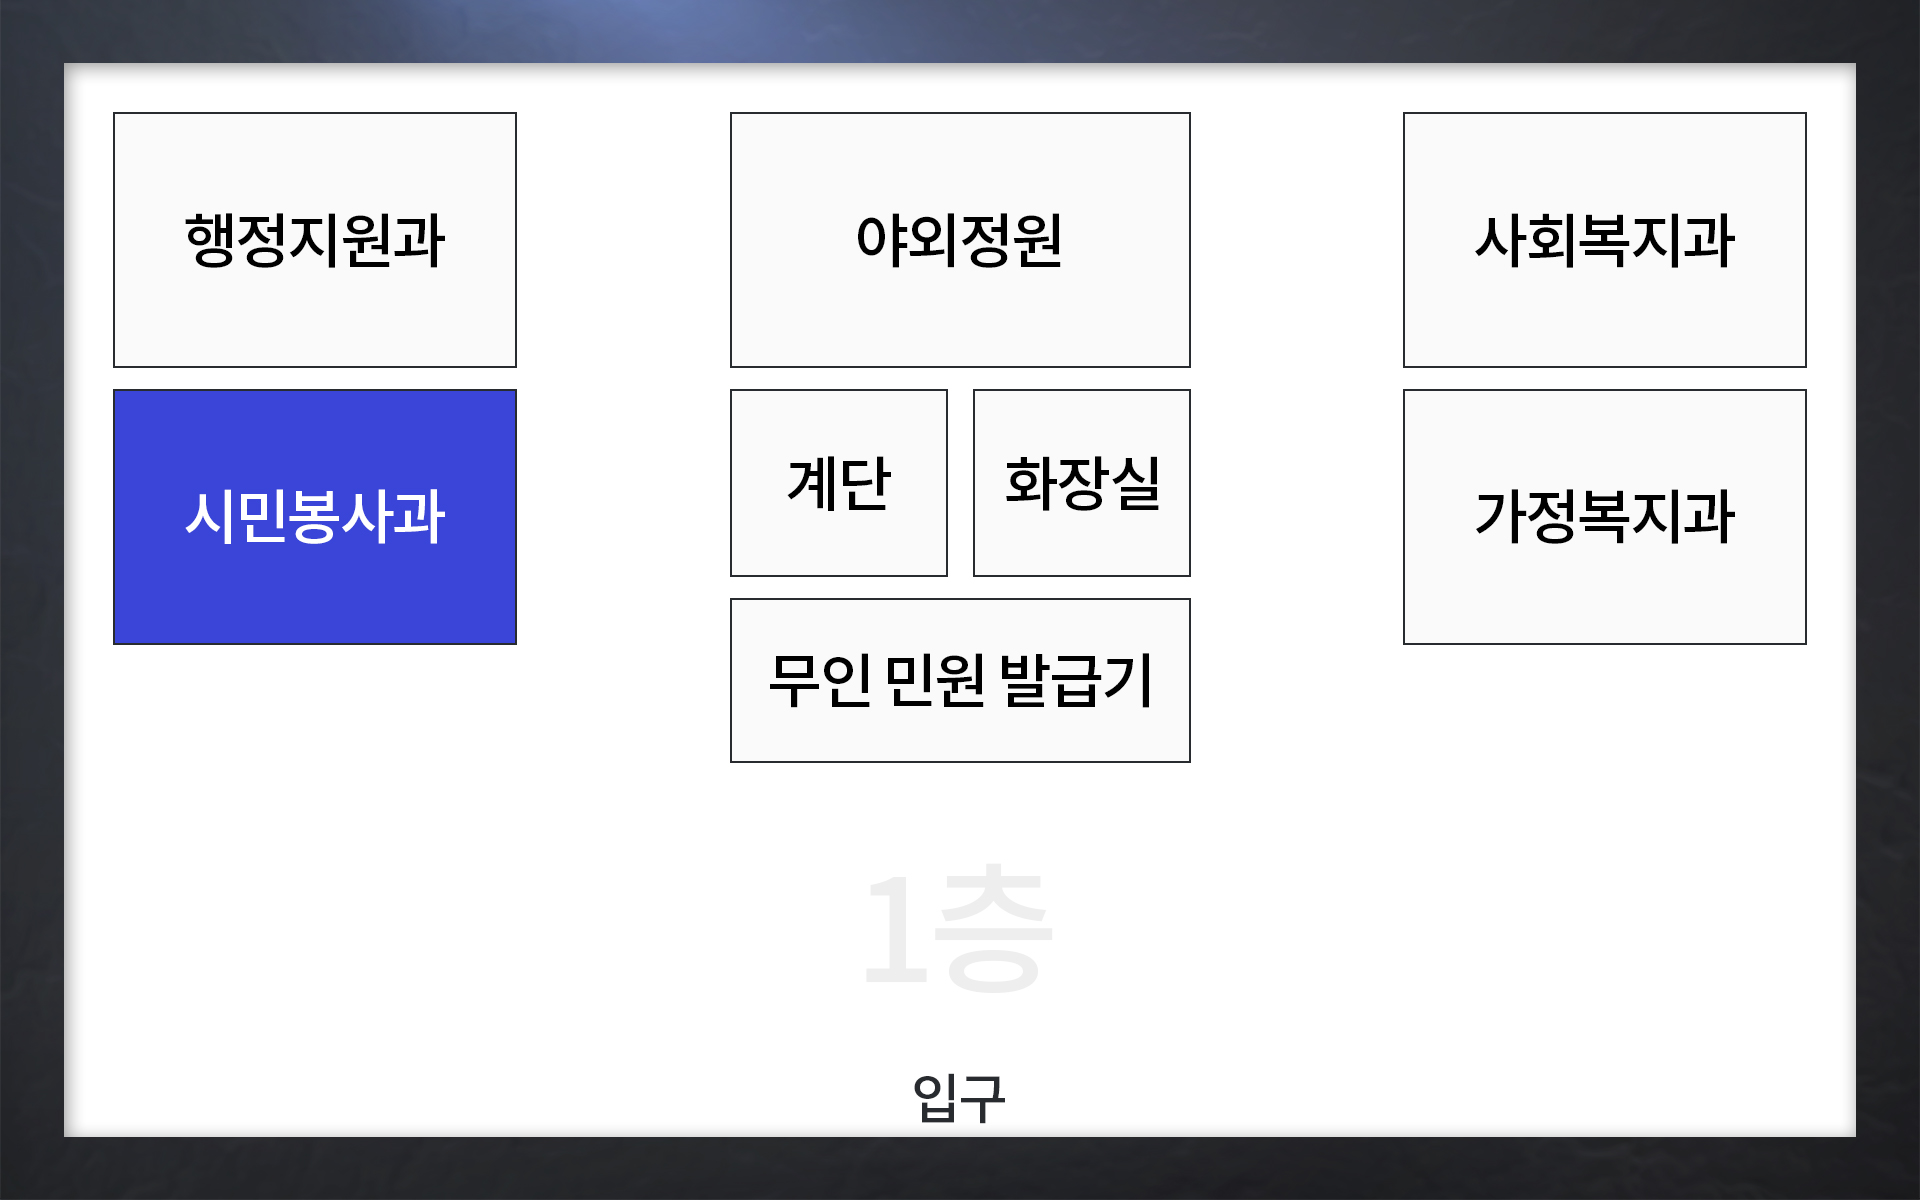 행정지원과
야외정원
사회복지과
시민봉사과
계단
화장실
가정복지과
무인 민원 발급기
1층
입구